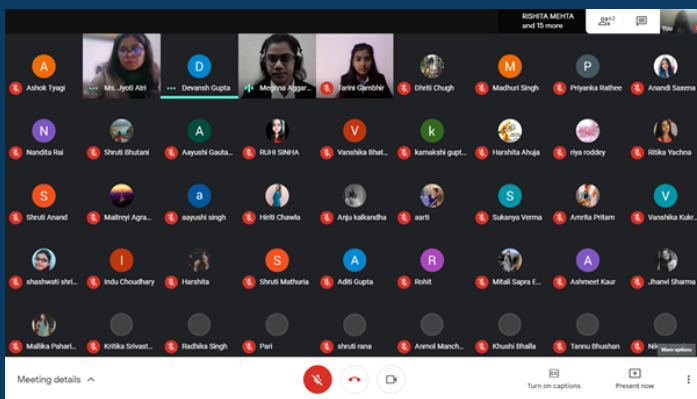 RISHITA MEHTA
and 15 more
62
You
A
D
M
P
Ashok Tyagi
Ms. Jyoti Atri
Devansh Gupta
Meghna Aggar...
Tarini Gambhir
Dhriti Chugh
Madhuri Singh
Priyanka Rathee
Anandi Saxena
N
A
V
k
Nandita Rai
Shruti Bhutani
Aayushi Gauta...
RUHI SINHA
Vanshika Bhat...
kamakshi gupt...
Harshita Ahuja
riya roddey
Ritika Yachna
S
a
S
V
Shruti Anand
Maitreyi Agra...
aayushi singh
Hiriti Chawla
Anju kalkandha
aarti
Sukanya Verma
Amrita Pritam
Vanshika Kukr...
I
S
A
R
A
shashwati shri...
Indu Choudhary
Harshita
Shruti Mathuria
Aditi Gupta
Rohit
Mitali Sapra E...
Ashmeet Kaur
Jhanvi Sharma
Mallika Pahari...
Kritika Srivast...
Radhika Singh
Pari
shruti rana
Anmol Manch...
Khushi Bhalla
Tannu Bhushan
More options
Meeting details
Turn on captions
Present now